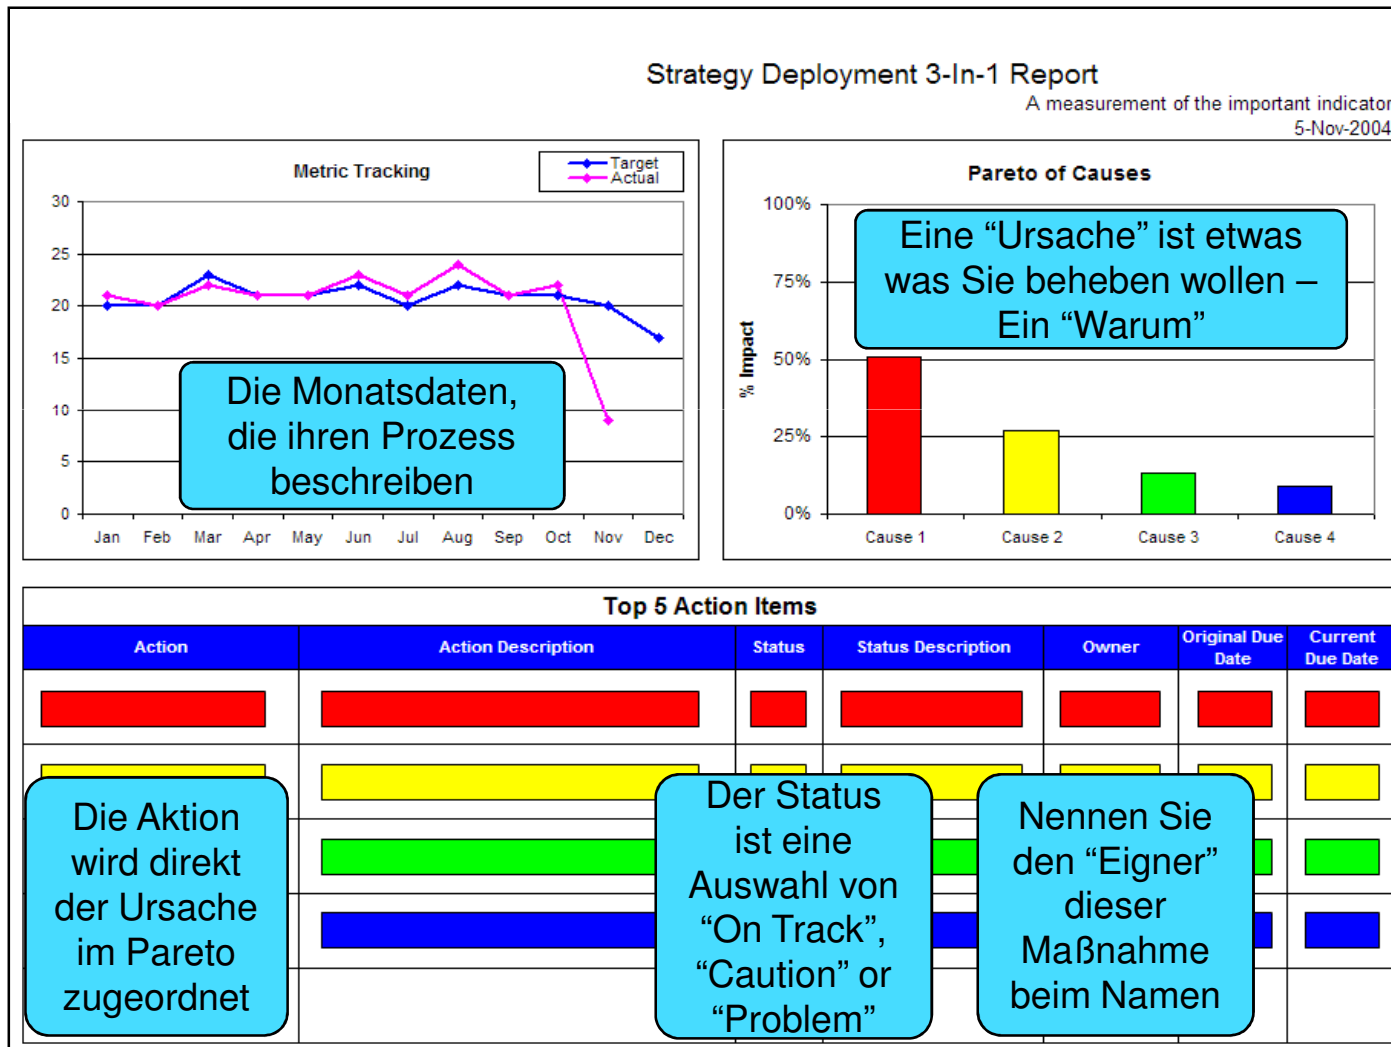 Strategy Deployment 3-In-1 Report
A measurement of the important indicator
5-Nov-2004
Metric Tracking
Target
Actual
30
25
20
15
10
5
0
Jan Feb Mar Apr May Jun Jul Aug Sep Oct Nov Dec
Die Monatsdaten,
die ihren Prozess
beschreiben
Pareto of Causes
% Impact
100%
75%
50%
25%
0%
Cause 1 Cause 2 Cause 3 Cause 4
Eine “Ursache” ist etwas
was Sie beheben wollen –
Ein “Warum”
Top 5 Action Items
Action
Action Description
Status
Status Description
Owner
Original Due
Date
Current
Due Date
Die Aktion
wird direkt
der Ursache
im Pareto
zugeordnet
Der Status
ist eine
Auswahl von
“On Track”,
“Caution” or
“Problem”
Nennen Sie
den “Eigner”
dieser
Maßnahme
beim Namen